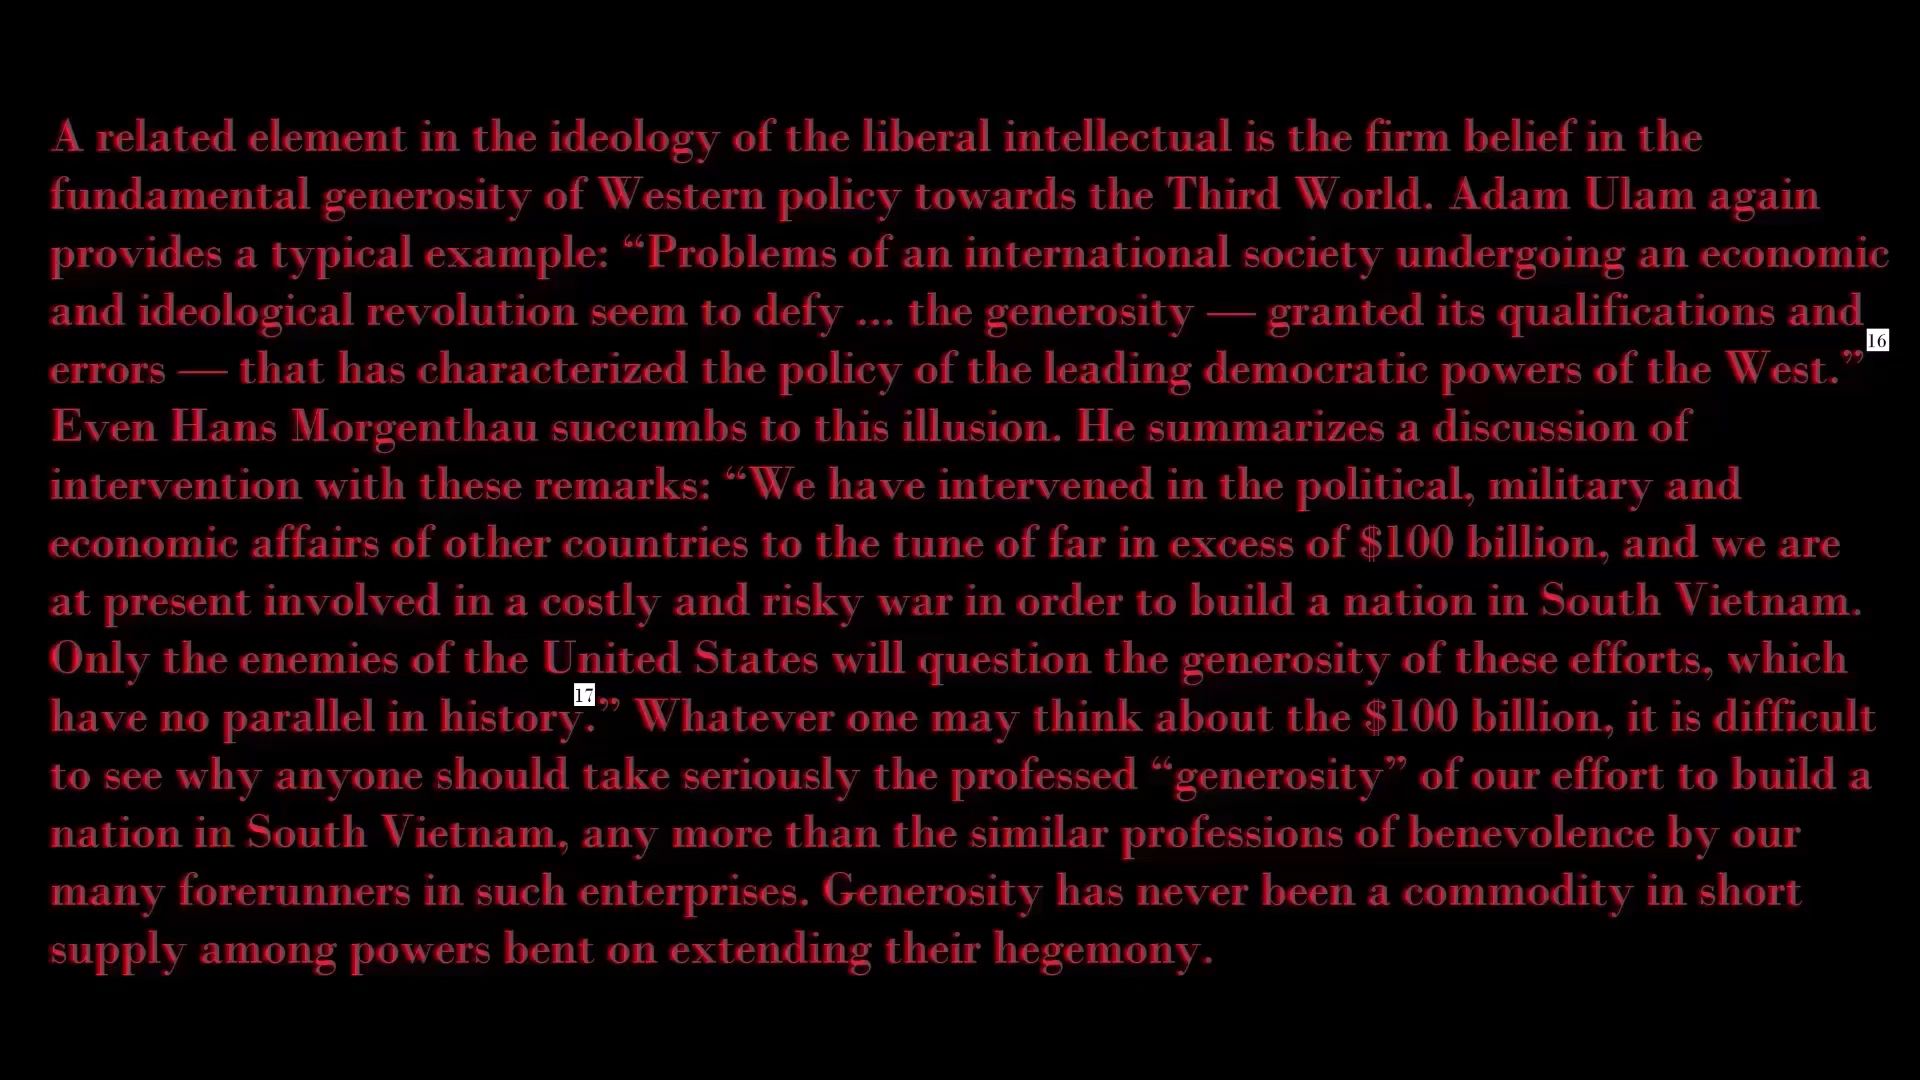 A related element in the ideology of the liberal intellectual is the firm belief in the
fundamental generosity of Western policy towards the Third World. Adam Ulam again
provides a typical example: “Problems of an international society undergoing an economic
and ideological revolution seem to defy ... the generosity — granted its qualifications and
errors — that has characterized the policy of the leading democratic powers of the West.”16
Even Hans Morgenthau succumbs to this illusion. He summarizes a discussion of
intervention with these remarks: “We have intervened in the political, military and
economic affairs of other countries to the tune of far in excess of $100 billion, and we are
at present involved in a costly and risky war in order to build a nation in South Vietnam.
Only the enemies of the United States will question the generosity of these efforts, which
have no parallel in history.17” Whatever one may think about the $100 billion, it is difficult
to see why anyone should take seriously the professed “generosity” of our effort to build a
nation in South Vietnam, any more than the similar professions of benevolence by our
many forerunners in such enterprises. Generosity has never been a commodity in short
supply among powers bent on extending their hegemony.